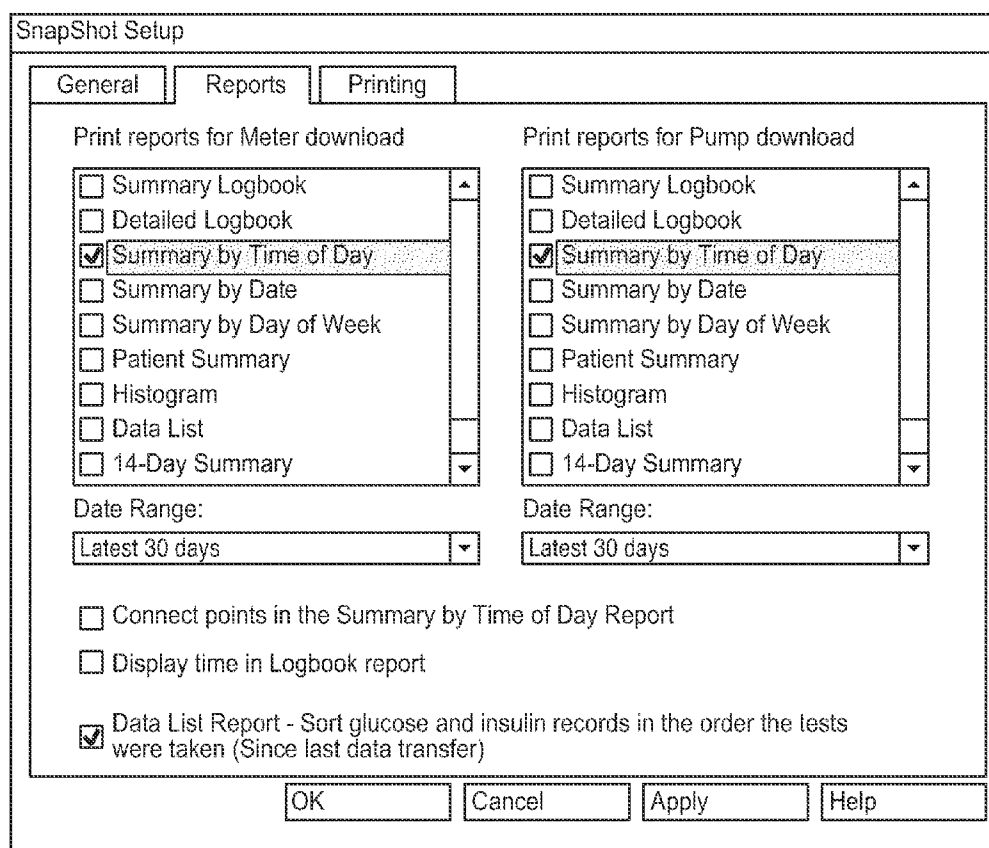 SnapShot Setup
General Reports Printing
Print reports for Meter download
Summary Logbook
Detailed Logbook
Summary by Time of Day
Summary by Date
Summary by Day of Week
Patient Summary
Histogram
Data List
14-Day Summary
Date Range:
Latest 30 days
Print reports for Pump download
Summary Logbook
Detailed Logbook
Summary by Time of Day
Summary by Date
Summary by Day of Week
Patient Summary
Histogram
Data List
14-Day Summary
Date Range:
Latest 30 days
Connect points in the Summary by Time of Day Report
Display time in Logbook report
Data List Report - Sort glucose and insulin records in the order the tests
were taken (Since last data transfer)
OK Cancel Apply Help